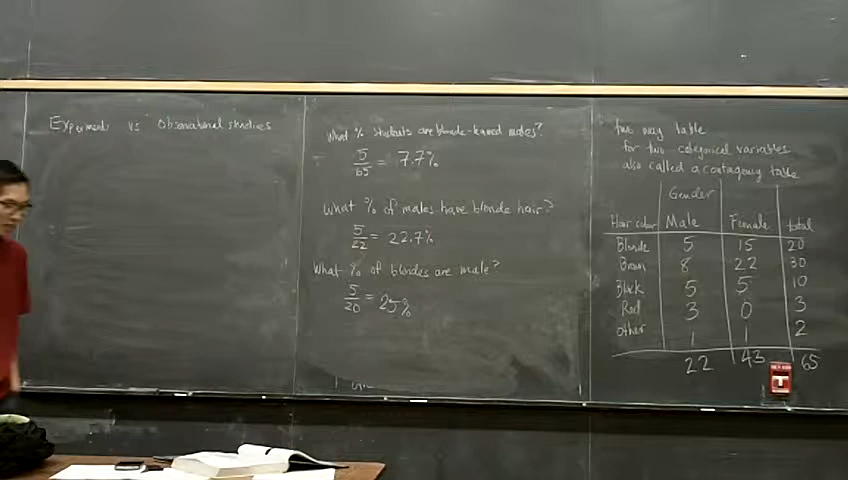 Experiments vs Observational studies
What % students are blonde-haired males?
5/65 = 7.7%
What % of males have blonde hair?
5/22 = 22.7%
What % of blondes are male?
5/20 = 25%
two way table
for two categorical variables
also called a contagency table
Gender
Hair color Male Female total
Blonde 5 15 20
Brown 8 22 30
Black 5 5 10
Red 3 0 3
other 1 1 2
22 43 65